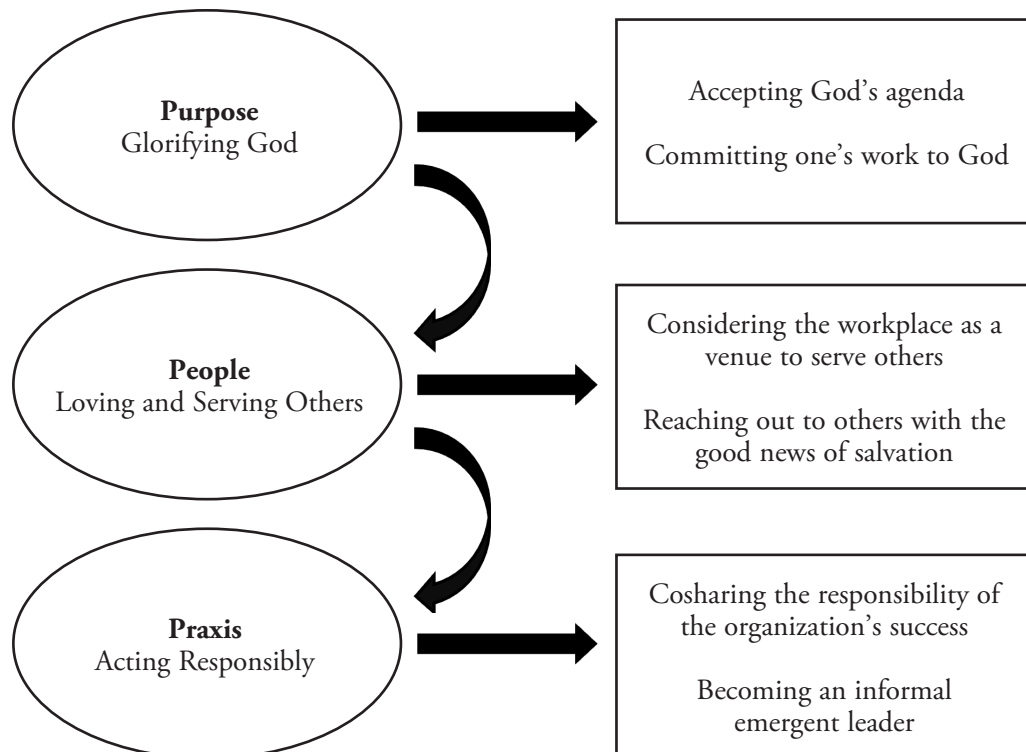 Purpose
Glorifying God
Accepting God’s agenda
Committing one’s work to God
People
Loving and Serving Others
Considering the workplace as a
venue to serve others
Reaching out to others with the
good news of salvation
Praxis
Acting Responsibly
Cosharing the responsibility of
the organization’s success
Becoming an informal
emergent leader